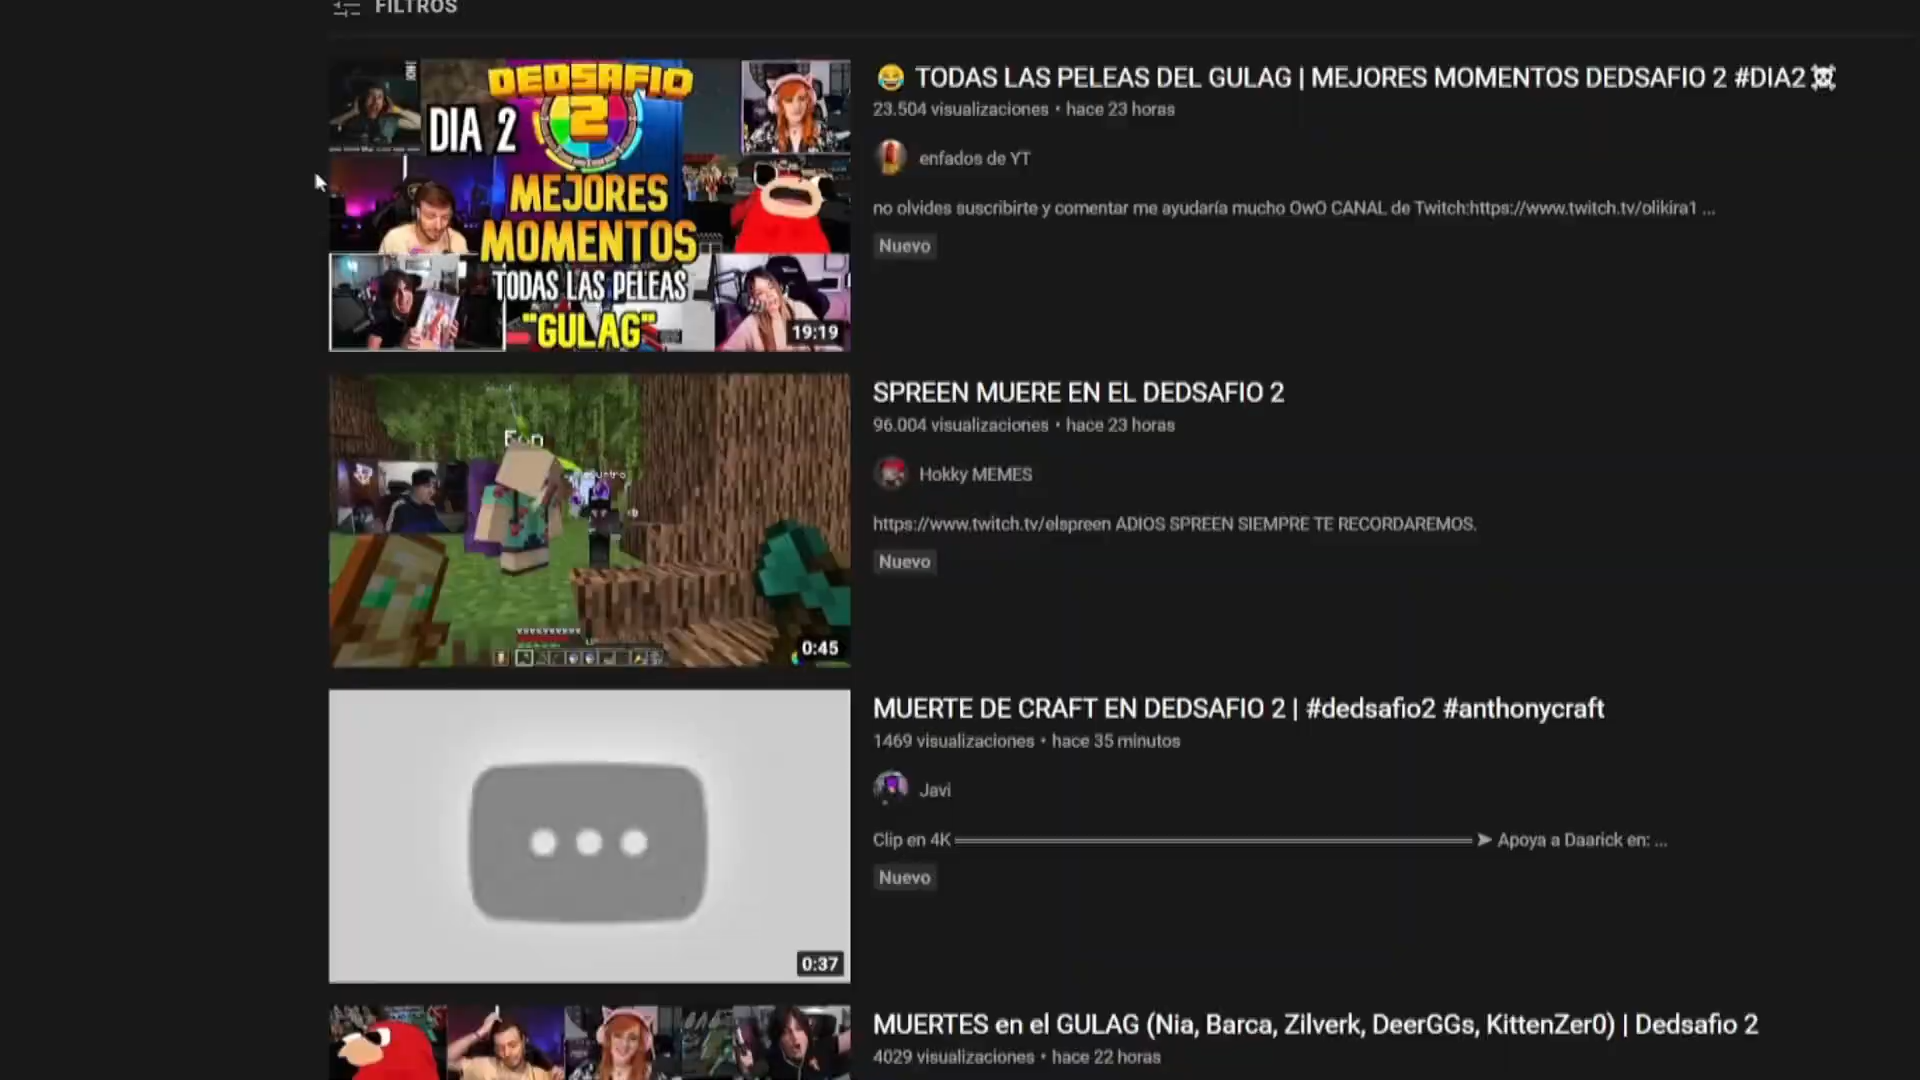 FILTROS
DEDSAFIO
2
DIA 2
MEJORES
MOMENTOS
TODAS LAS PELEAS
"GULAG"
19:19
😂 TODAS LAS PELEAS DEL GULAG | MEJORES MOMENTOS DEDSAFIO 2 #DIA2☠
23.504 visualizaciones • hace 23 horas
enfados de YT
no olvides suscribirte y comentar me ayudaría mucho OwO CANAL de Twitch:https://www.twitch.tv/olikira1 ...
Nuevo
0:45
SPREEN MUERE EN EL DEDSAFIO 2
96.004 visualizaciones • hace 23 horas
Hokky MEMES
https://www.twitch.tv/elspreen ADIOS SPREEN SIEMPRE TE RECORDAREMOS.
Nuevo
0:37
MUERTE DE CRAFT EN DEDSAFIO 2 | #dedsafio2 #anthonycraft
1469 visualizaciones • hace 35 minutos
Javi
Clip en 4K ══════════════════════════ ➤ Apoya a Daarick en: ...
Nuevo
MUERTES en el GULAG (Nia, Barca, Zilverk, DeerGGs, KittenZer0) | Dedsafio 2
4029 visualizaciones • hace 22 horas